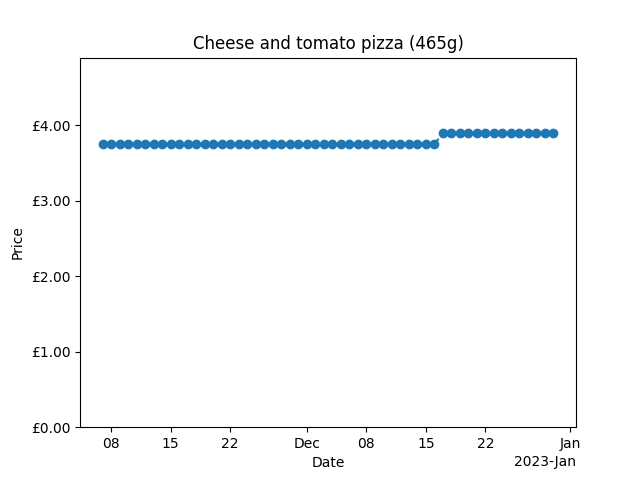 Cheese and tomato pizza (465g)
Price
£4.00
£3.00
£2.00
£1.00
£0.00
08 15 22 Dec 08 15 22 Jan
Date
2023-Jan